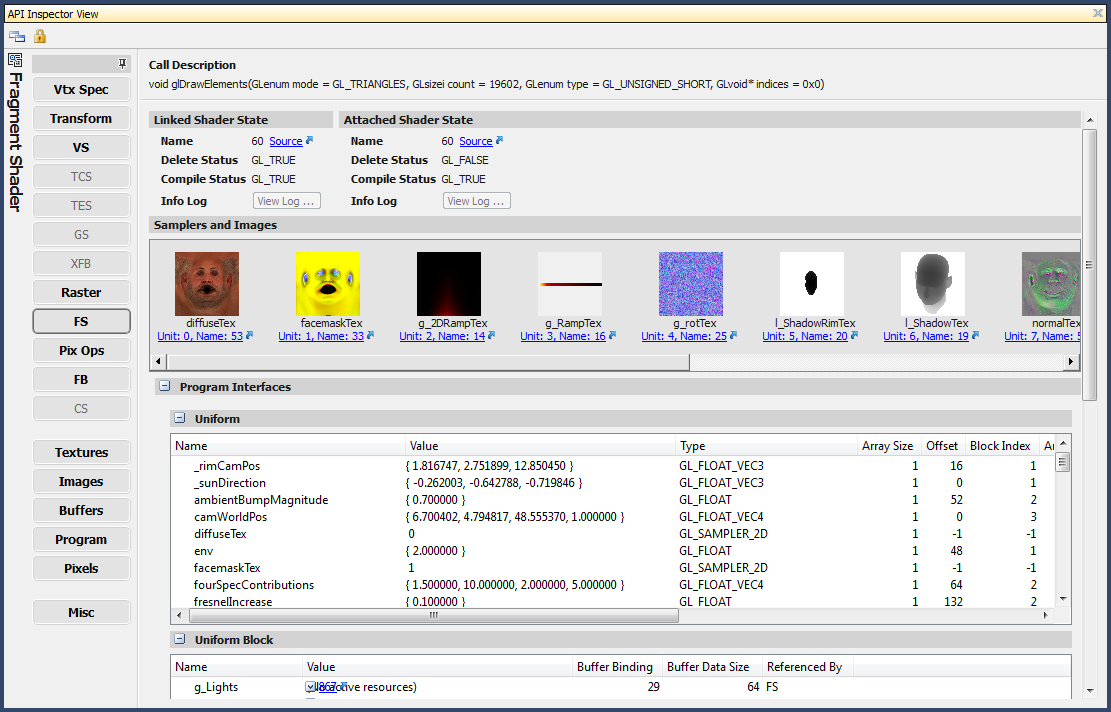 API Inspector View
Fragment Shader
Vtx Spec
Transform
VS
TCS
TES
GS
XFB
Raster
FS
Pix Ops
FB
CS
Textures
Images
Buffers
Program
Pixels
Misc
Call Description
void glDrawElements(GLenum mode = GL_TRIANGLES, GLsizei count = 19602, GLenum type = GL_UNSIGNED_SHORT, GLvoid* indices = 0x0)
Linked Shader State Attached Shader State
Name 60 Source Name 60 Source
Delete Status GL_TRUE Delete Status GL_FALSE
Compile Status GL_TRUE Compile Status GL_TRUE
Info Log View Log ... Info Log View Log ...
Samplers and Images
diffuseTex facemaskTex g_2DRampTex g_RampTex g_rotTex l_ShadowRimTex l_ShadowTex normalTex
Unit: 0, Name: 53 Unit: 1, Name: 33 Unit: 2, Name: 14 Unit: 3, Name: 16 Unit: 4, Name: 25 Unit: 5, Name: 20 Unit: 6, Name: 19 Unit: 7, Name:
Program Interfaces
Uniform
Name Value Type Array Size Offset Block Index
_rimCamPos { 1.816747, 2.751899, 12.850450 } GL_FLOAT_VEC3 1 16 1
_sunDirection { -0.262003, -0.642788, -0.719846 } GL_FLOAT_VEC3 1 0 1
ambientBumpMagnitude { 0.700000 } GL_FLOAT 1 52 2
camWorldPos { 6.700402, 4.794817, 48.555370, 1.000000 } GL_FLOAT_VEC4 1 0 3
diffuseTex 0 GL_SAMPLER_2D 1 -1 -1
env { 2.000000 } GL_FLOAT 1 48 1
facemaskTex 1 GL_SAMPLER_2D 1 -1 -1
fourSpecContributions { 1.500000, 10.000000, 2.000000, 5.000000 } GL_FLOAT_VEC4 1 64 2
fresnelIncrease { 0.100000 } GL_FLOAT 1 132 2
Uniform Block
Name Value Buffer Binding Buffer Data Size Referenced By
g_Lights resources) 29 64 FS